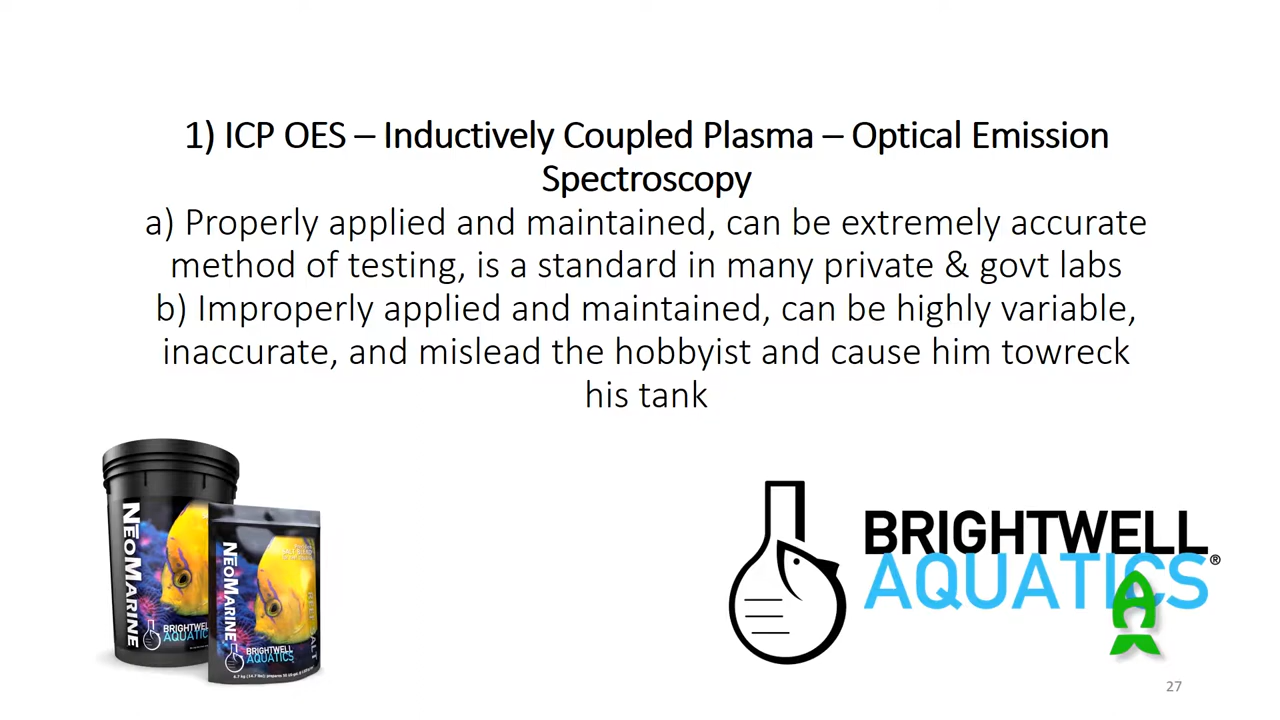 1) ICP OES – Inductively Coupled Plasma – Optical Emission
Spectroscopy
a) Properly applied and maintained, can be extremely accurate
method of testing, is a standard in many private & govt labs
b) Improperly applied and maintained, can be highly variable,
inaccurate, and mislead the hobbyist and cause him towreck
his tank
NEOMARINE
BRIGHTWELL
AQUATICS
NEOMARINE
BRIGHTWELL
AQUATICS
BRIGHTWELL
AQUATICS®
27